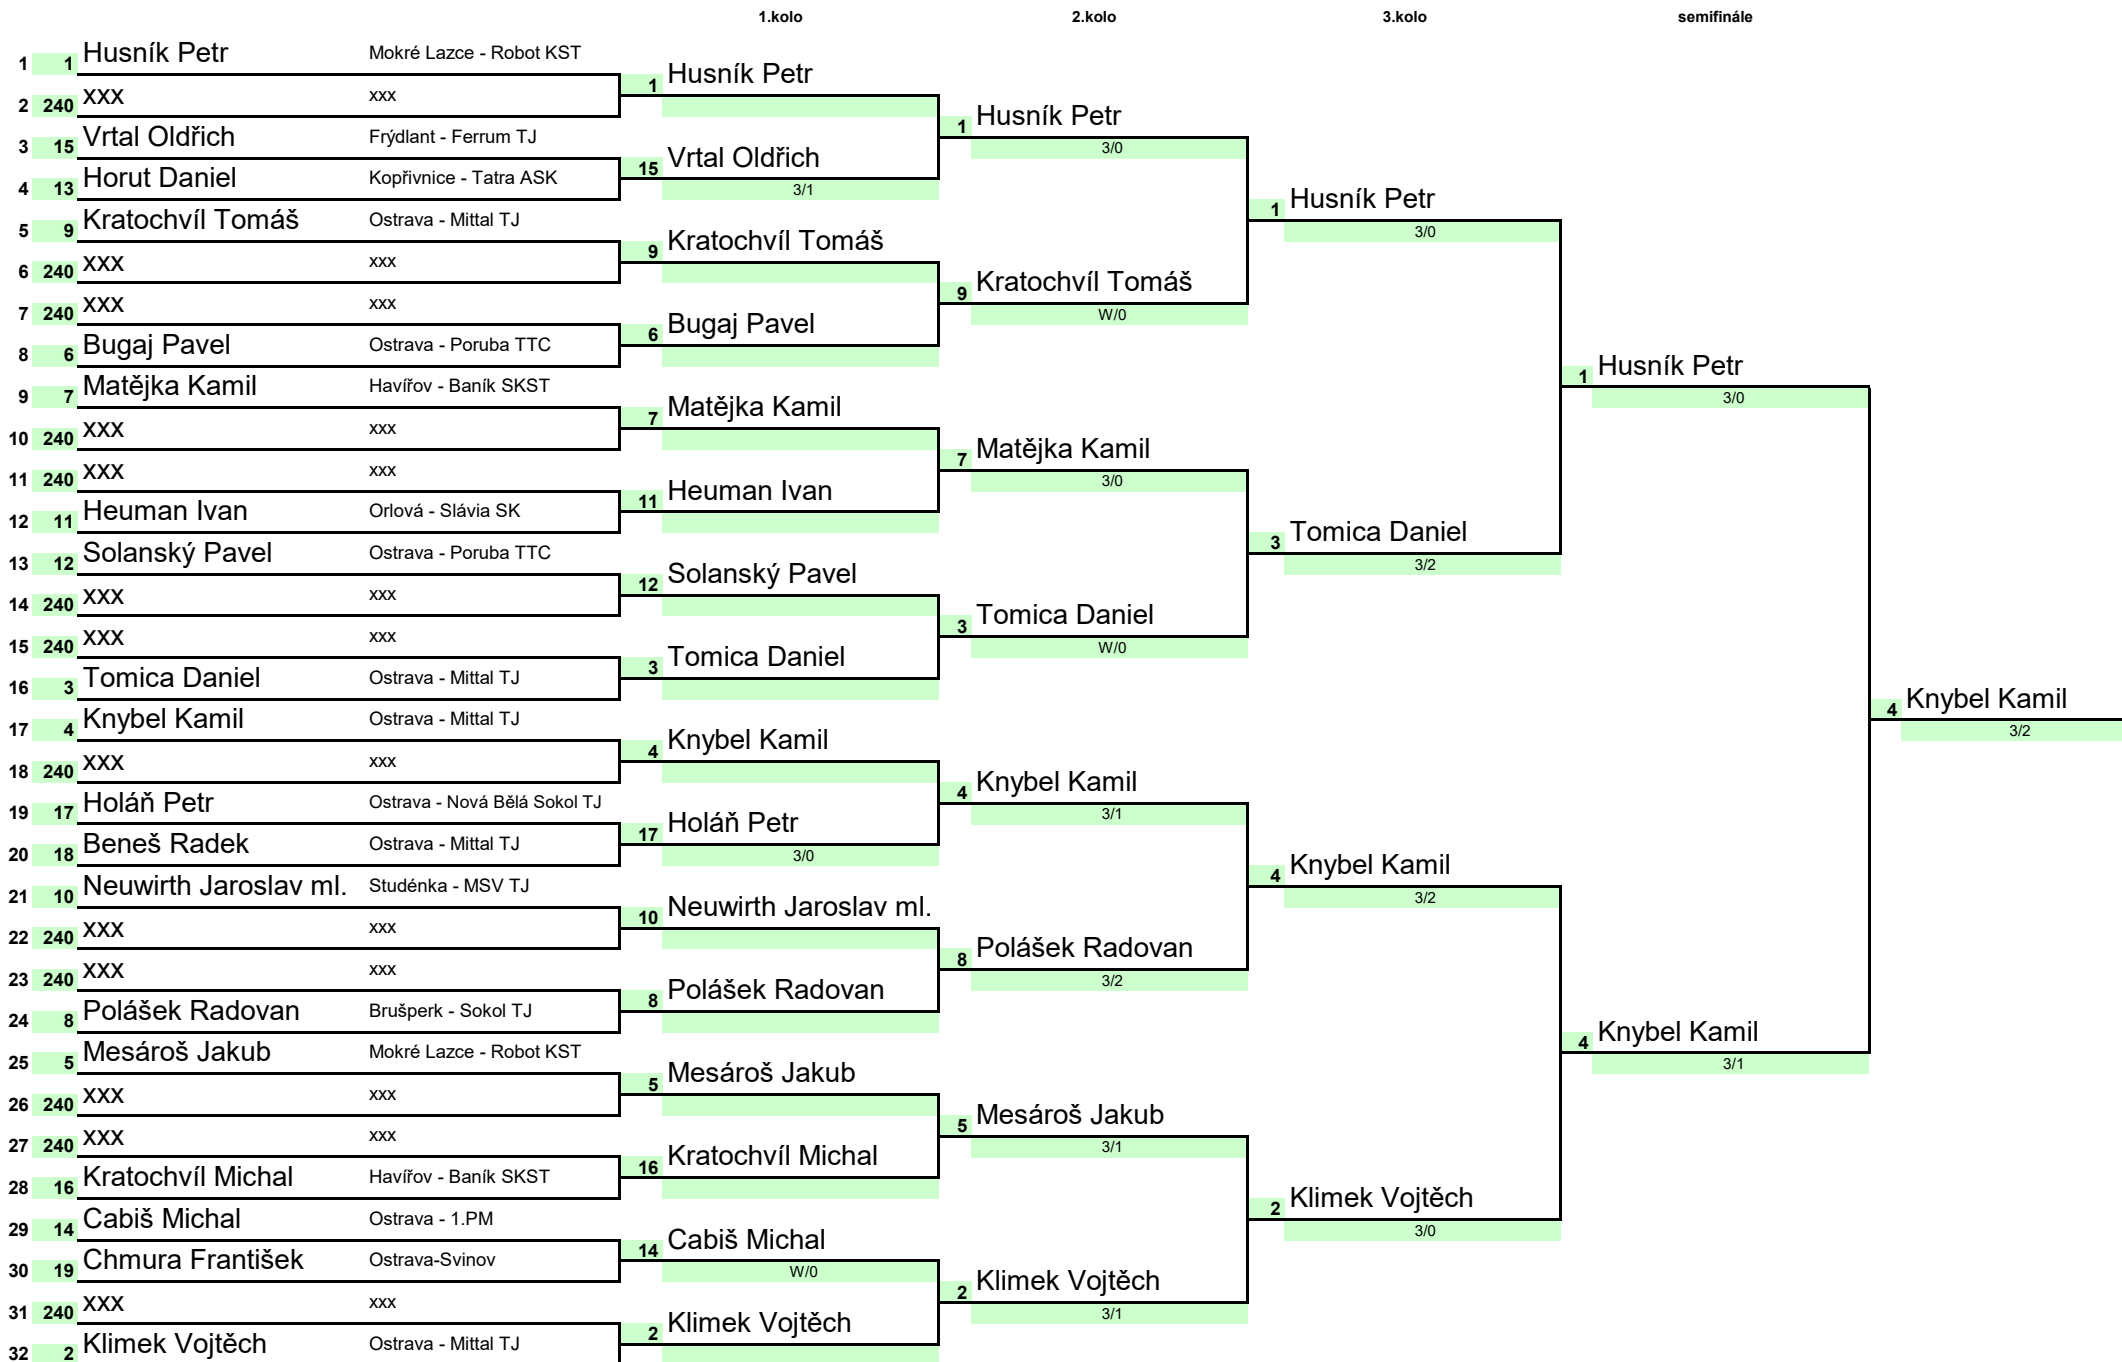 1.kolo 2.kolo 3.kolo semifinále
1 1 Husník Petr Mokré Lazce - Robot KST
1 Husník Petr
2 240 xxx xxx
1 Husník Petr
3/0
3 15 Vrtal Oldřich Frýdlant - Ferrum TJ
15 Vrtal Oldřich
3/1
4 13 Horut Daniel Kopřivnice - Tatra ASK
1 Husník Petr
3/0
5 9 Kratochvíl Tomáš Ostrava - Mittal TJ
9 Kratochvíl Tomáš
6 240 xxx xxx
9 Kratochvíl Tomáš
W/0
7 240 xxx xxx
6 Bugaj Pavel
8 6 Bugaj Pavel Ostrava - Poruba TTC
1 Husník Petr
3/0
9 7 Matějka Kamil Havířov - Baník SKST
7 Matějka Kamil
10 240 xxx xxx
7 Matějka Kamil
3/0
11 240 xxx xxx
11 Heuman Ivan
12 11 Heuman Ivan Orlová - Slávia SK
3 Tomica Daniel
3/2
13 12 Solanský Pavel Ostrava - Poruba TTC
12 Solanský Pavel
14 240 xxx xxx
3 Tomica Daniel
W/0
15 240 xxx xxx
3 Tomica Daniel
16 3 Tomica Daniel Ostrava - Mittal TJ
4 Knybel Kamil
3/2
17 4 Knybel Kamil Ostrava - Mittal TJ
4 Knybel Kamil
18 240 xxx xxx
4 Knybel Kamil
3/1
19 17 Holáň Petr Ostrava - Nová Bělá Sokol TJ
17 Holáň Petr
3/0
20 18 Beneš Radek Ostrava - Mittal TJ
4 Knybel Kamil
3/2
21 10 Neuwirth Jaroslav ml. Studénka - MSV TJ
10 Neuwirth Jaroslav ml.
22 240 xxx xxx
8 Polášek Radovan
3/2
23 240 xxx xxx
8 Polášek Radovan
24 8 Polášek Radovan Brušperk - Sokol TJ
4 Knybel Kamil
3/1
25 5 Mesároš Jakub Mokré Lazce - Robot KST
5 Mesároš Jakub
26 240 xxx xxx
5 Mesároš Jakub
3/1
27 240 xxx xxx
16 Kratochvíl Michal
28 16 Kratochvíl Michal Havířov - Baník SKST
2 Klimek Vojtěch
3/0
29 14 Cabiš Michal Ostrava - 1.PM
14 Cabiš Michal
W/0
30 19 Chmura František Ostrava-Svinov
2 Klimek Vojtěch
3/1
31 240 xxx xxx
2 Klimek Vojtěch
32 2 Klimek Vojtěch Ostrava - Mittal TJ